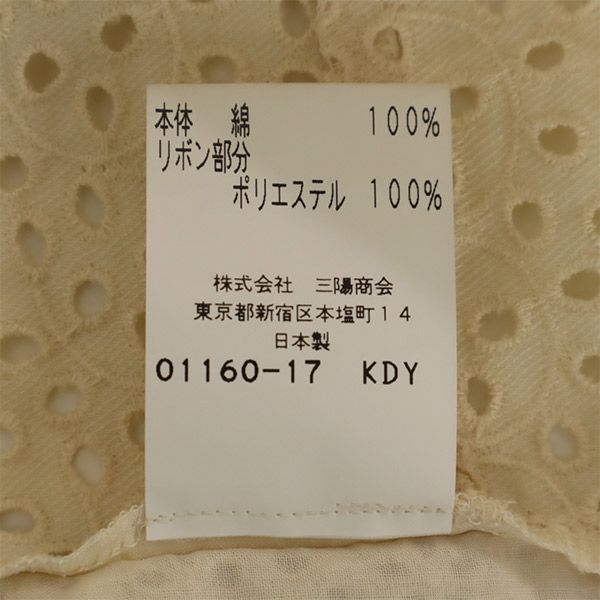 本体 綿 100%
リボン部分
ポリエステル 100%
株式会社 三陽商会
東京都新宿区本塩町14
日本製
01160-17 KDY